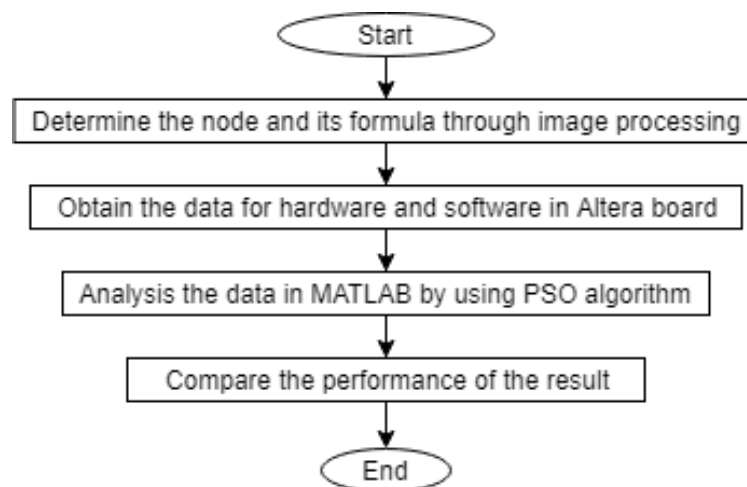 Start
Determine the node and its formula through image processing
Obtain the data for hardware and software in Altera board
Analysis the data in MATLAB by using PSO algorithm
Compare the performance of the result
End